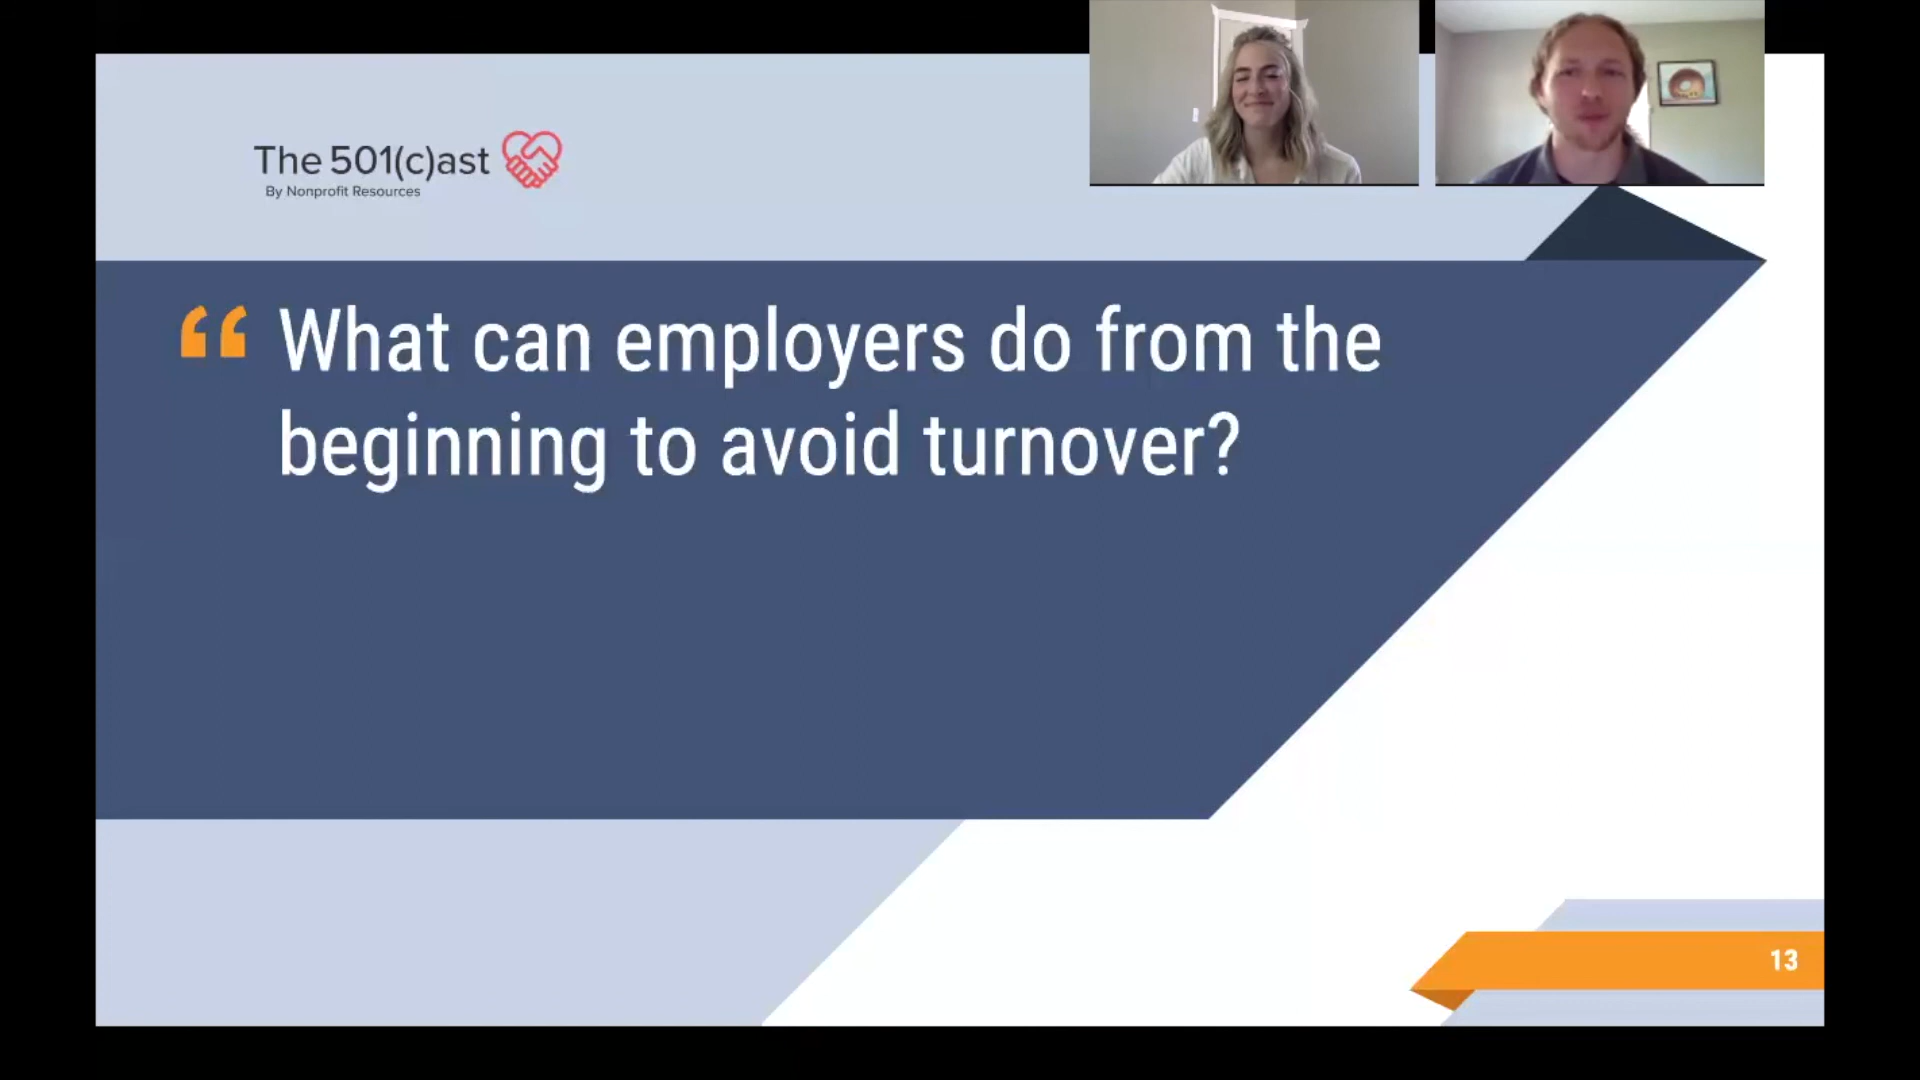 The 501(c)ast
By Nonprofit Resources
“ What can employers do from the
beginning to avoid turnover?
13